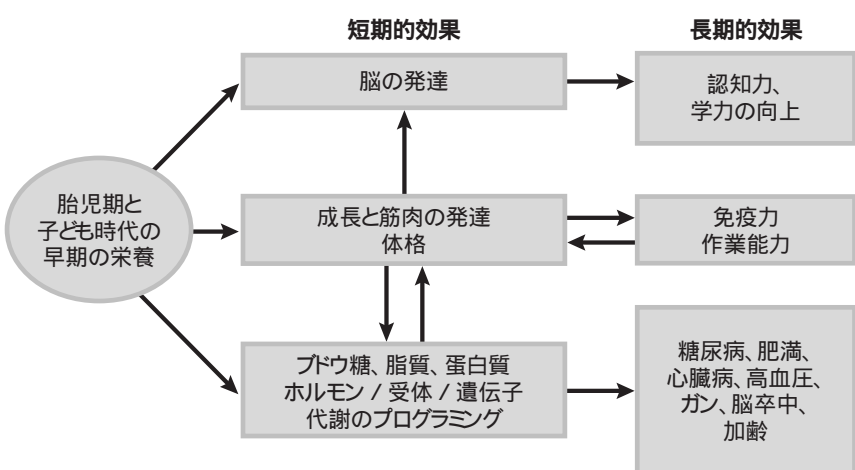 短期的効果
長期的効果
脳の発達
認知力、
学力の向上
胎児期と
子ども時代の
早期の栄養
成長と筋肉の発達
体格
免疫力
作業能力
ブドウ糖、脂質、蛋白質
ホルモン / 受体 / 遺伝子
代謝のプログラミング
糖尿病、肥満、
心臓病、高血圧、
ガン、脳卒中、
加齢